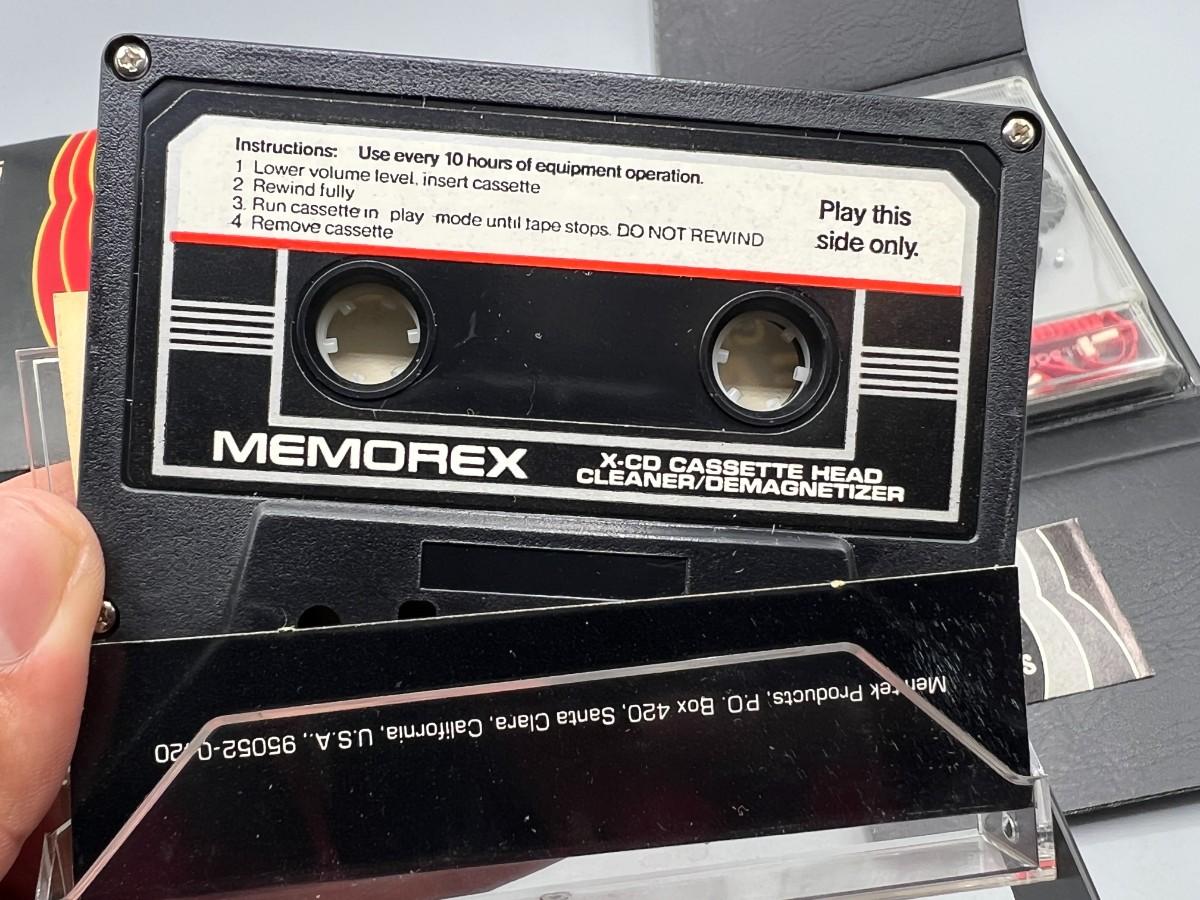 Instructions: Use every 10 hours of equipment operation.
1 Lower volume level, insert cassette
2 Rewind fully
3. Run cassette in play mode until tape stops. DO NOT REWIND
4 Remove cassette
Play this
side only.
MEMOREX
X-CD CASSETTE HEAD
CLEANER/DEMAGNETIZER
Products, P.O. Box 420, Santa Clara, California, U.S.A.,